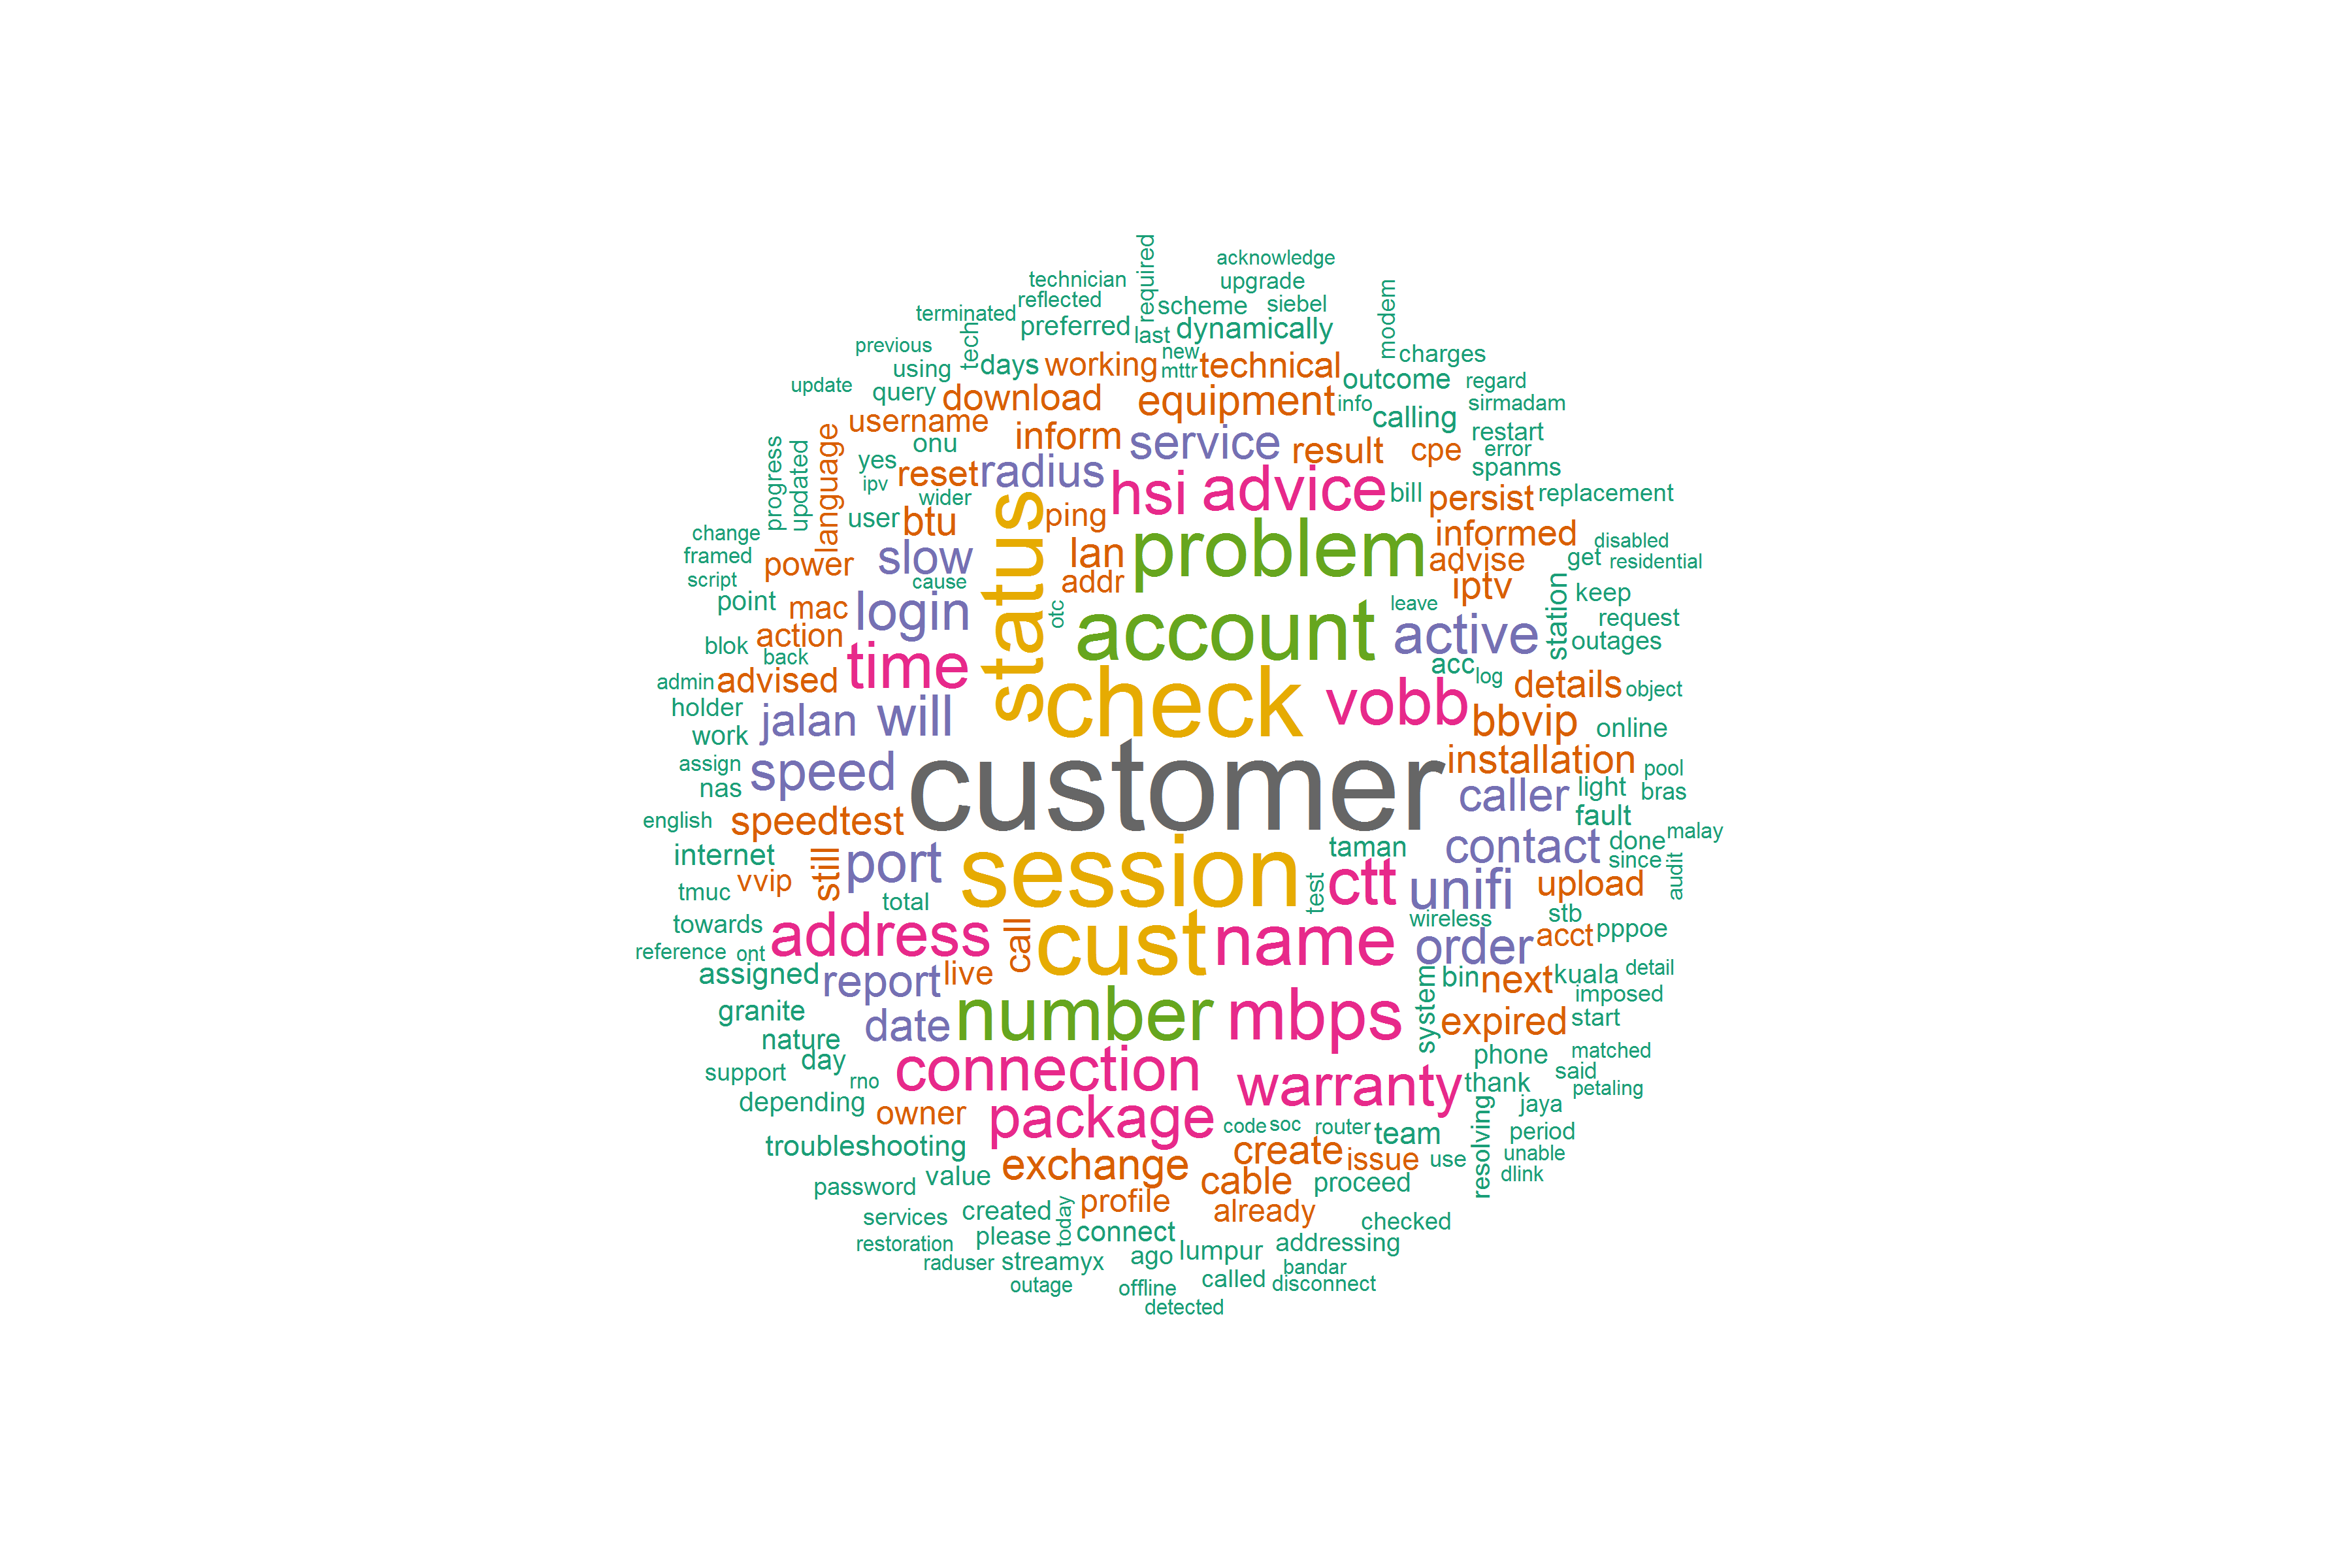 required
acknowledge
technician
upgrade
reflected
scheme
siebel
modem
terminated
preferred
last
dynamically
tech
previous
new
charges
using
days
working
mttr
technical
outcome
regard
update
query
download
equipment
info
calling
sirmadam
username
language
onu
inform
service
result
cpe
restart
error
progress
updated
yes
reset
radius
hsi
advice
bill
persist
spanms
replacement
ipv
wider
user
btu
status
ping
problem
informed
change
framed
slow
lan
advise
get
disabled
residential
script
power
cause
addr
iptv
station
keep
point
mac
login
otc
account
leave
active
request
outages
blok
action
back
time
acc
log
admin
advised
check
vobb
details
object
holder
jalan
will
bbvip
online
work
assign
speed
customer
installation
pool
nas
caller
light
bras
english
speedtest
fault
internet
still
port
session
taman
contact
done
malay
since
audit
tmuc
vvip
total
test
ctt
unifi
upload
towards
address
call
cust
name
wireless
stb
reference
ont
order
acct
pppoe
assigned
report
live
system
bin
next
kuala
detail
imposed
granite
date
number
mbps
expired
start
nature
day
connection
phone
matched
support
rno
warranty
thank
said
petaling
depending
owner
package
code
soc
router
team
resolving
jaya
period
troubleshooting
create
issue
use
unable
value
exchange
cable
proceed
dlink
password
profile
already
services
created
today
checked
restoration
please
connect
addressing
raduser
streamyx
ago
lumpur
bandar
outage
offline
called
disconnect
detected